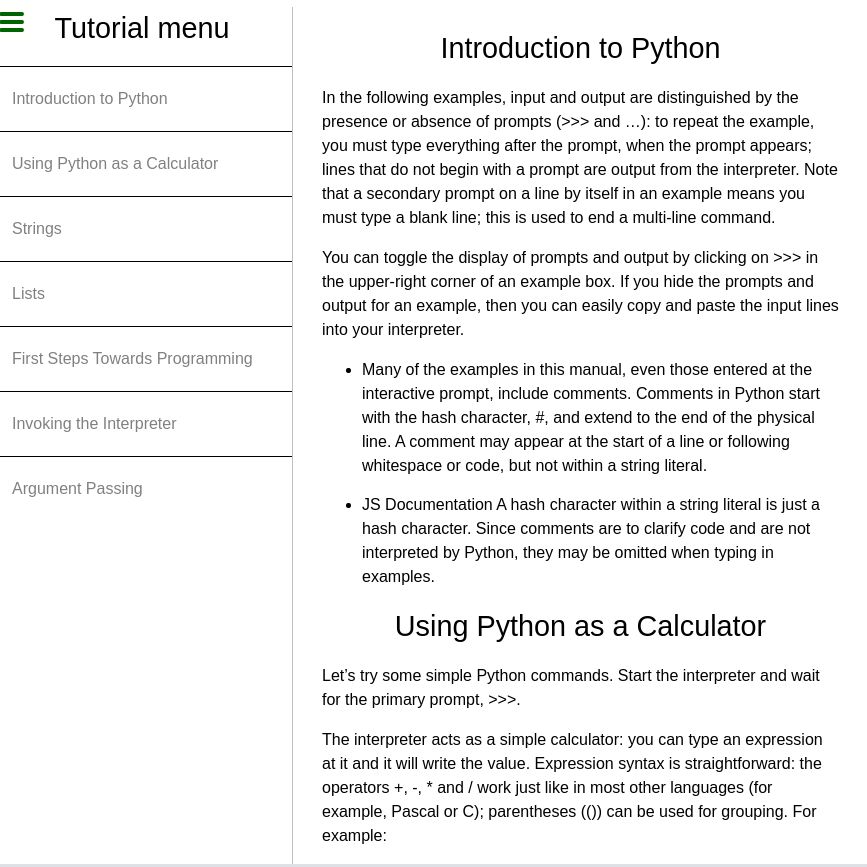 Tutorial menu
Introduction to Python
Using Python as a Calculator
Strings
Lists
First Steps Towards Programming
Invoking the Interpreter
Argument Passing
Introduction to Python
In the following examples, input and output are distinguished by the
presence or absence of prompts (>>> and …): to repeat the example,
you must type everything after the prompt, when the prompt appears;
lines that do not begin with a prompt are output from the interpreter. Note
that a secondary prompt on a line by itself in an example means you
must type a blank line; this is used to end a multi-line command.
You can toggle the display of prompts and output by clicking on >>> in
the upper-right corner of an example box. If you hide the prompts and
output for an example, then you can easily copy and paste the input lines
into your interpreter.
• Many of the examples in this manual, even those entered at the
interactive prompt, include comments. Comments in Python start
with the hash character, #, and extend to the end of the physical
line. A comment may appear at the start of a line or following
whitespace or code, but not within a string literal.
• JS Documentation A hash character within a string literal is just a
hash character. Since comments are to clarify code and are not
interpreted by Python, they may be omitted when typing in
examples.
Using Python as a Calculator
Let’s try some simple Python commands. Start the interpreter and wait
for the primary prompt, >>>.
The interpreter acts as a simple calculator: you can type an expression
at it and it will write the value. Expression syntax is straightforward: the
operators +, -, * and / work just like in most other languages (for
example, Pascal or C); parentheses (()) can be used for grouping. For
example: